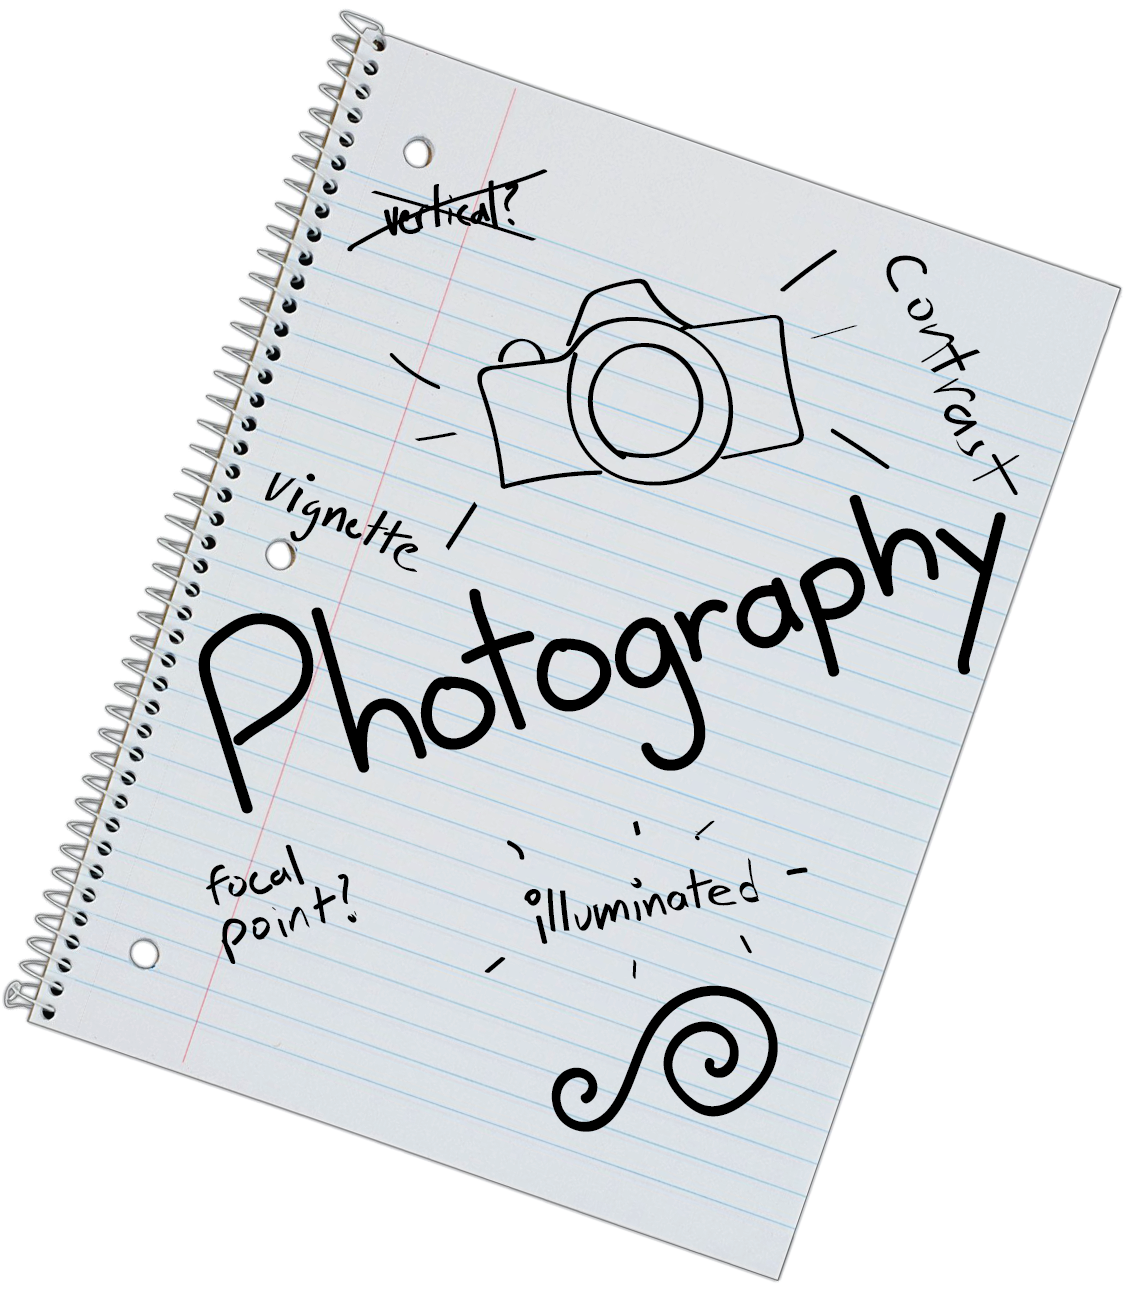 vertical?
Contrast
vignette
Photography
focal
point?
illuminated